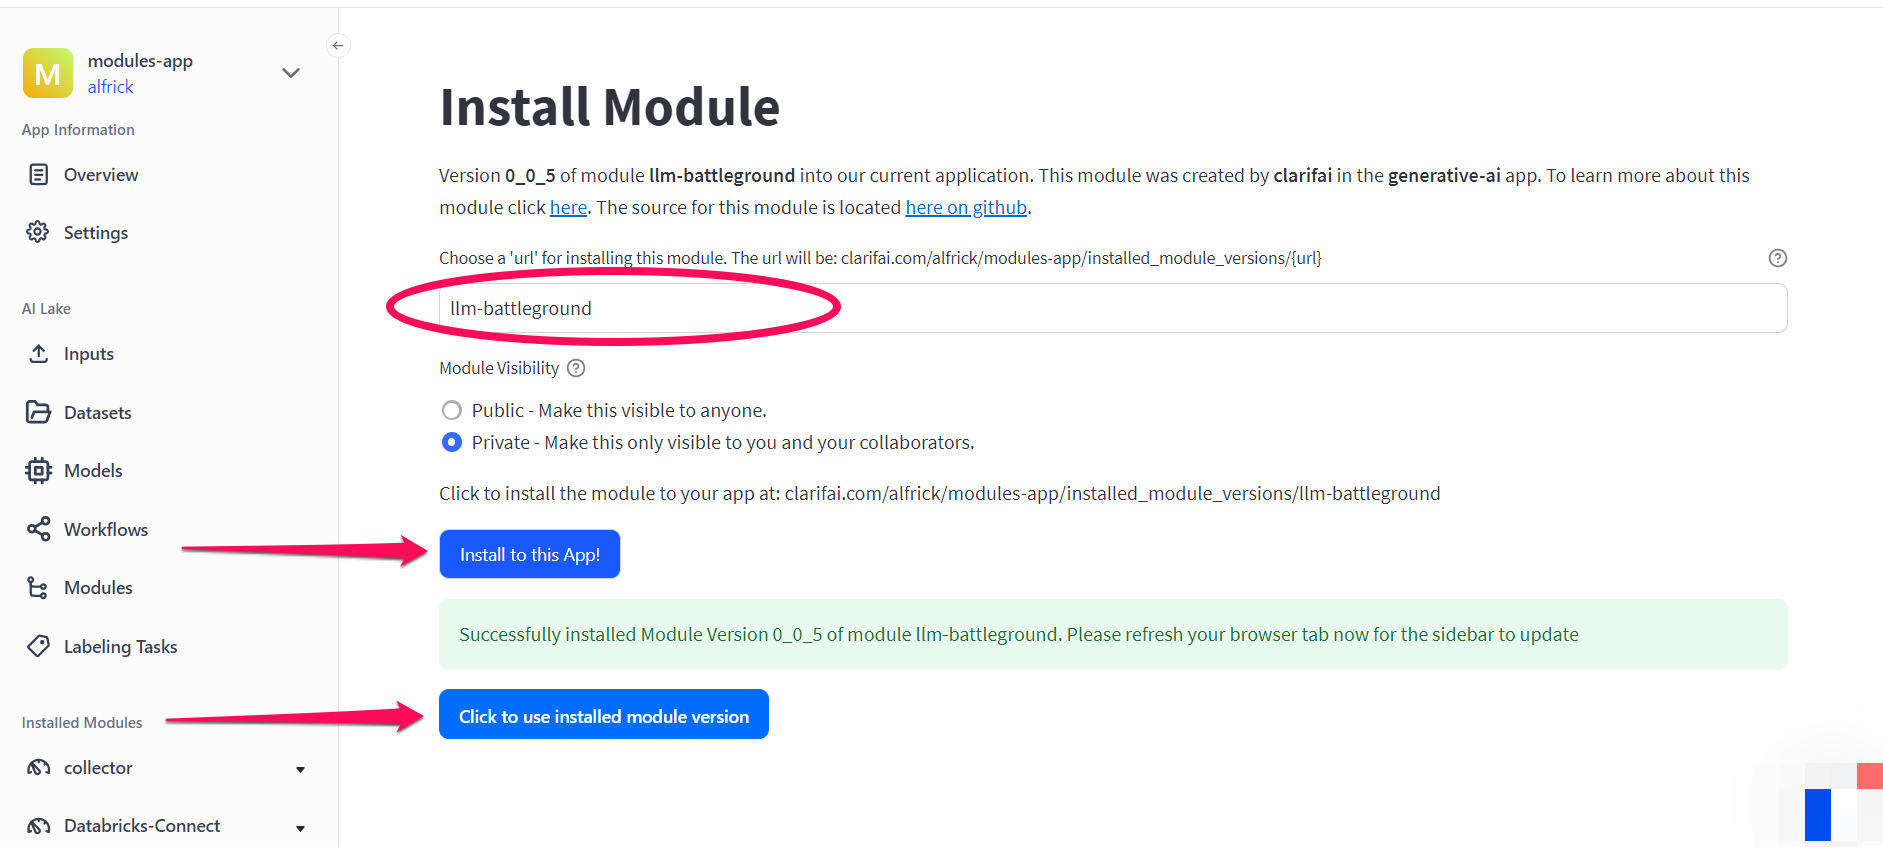 M
modules-app
alfrick
App Information
Overview
Settings
AI Lake
Inputs
Datasets
Models
Workflows
Modules
Labeling Tasks
Installed Modules
collector
Databricks-Connect
Install Module
Version 0_0_5 of module llm-battleground into our current application. This module was created by clarifai in the generative-ai app. To learn more about this
module click here. The source for this module is located here on github.
Choose a 'url' for installing this module. The url will be: clarifai.com/alfrick/modules-app/installed_module_versions/{url}
?
llm-battleground
Module Visibility ?
Public - Make this visible to anyone.
Private - Make this only visible to you and your collaborators.
Click to install the module to your app at: clarifai.com/alfrick/modules-app/installed_module_versions/llm-battleground
Install to this App!
Successfully installed Module Version 0_0_5 of module llm-battleground. Please refresh your browser tab now for the sidebar to update
Click to use installed module version